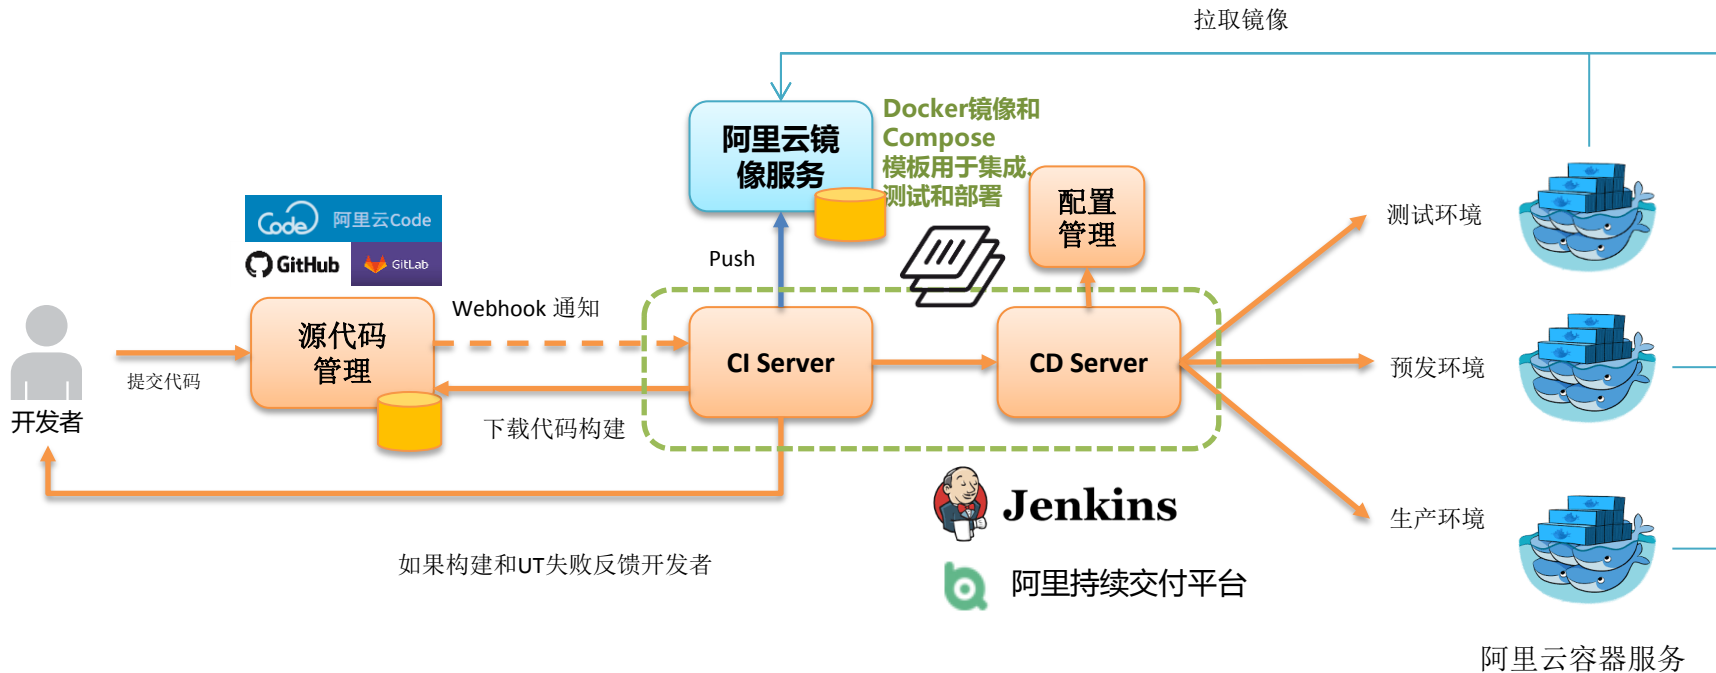 拉取镜像
阿里云镜
像服务
Docker镜像和
Compose
模板用于集成、
测试和部署
配置
管理
测试环境
Code 阿里云Code
GitHub
GitLab
Push
Webhook 通知
源代码
管理
CI Server
CD Server
预发环境
提交代码
开发者
下载代码构建
Jenkins
生产环境
如果构建和UT失败反馈开发者
阿里持续交付平台
阿里云容器服务